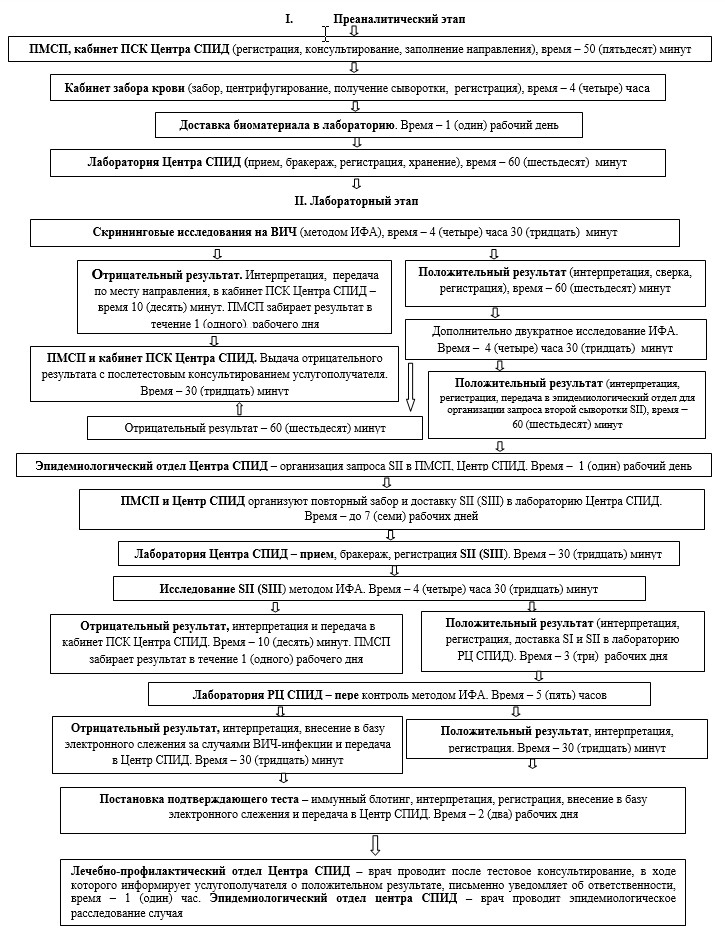 I. Преаналитический этап
ПМСП, кабинет ПСК Центра СПИД (регистрация, консультирование, заполнение направления), время – 50 (пятьдесят) минут
Кабинет забора крови (забор, центрифугирование, получение сыворотки, регистрация), время – 4 (четыре) часа
Доставка биоматериала в лабораторию. Время – 1 (один) рабочий день
Лаборатория Центра СПИД (прием, бракераж, регистрация, хранение), время – 60 (шестьдесят) минут
II. Лабораторный этап
Скрининговые исследования на ВИЧ (методом ИФА), время – 4 (четыре) часа 30 (тридцать) минут
Отрицательный результат. Интерпретация, передача
по месту направления, в кабинет ПСК Центра СПИД –
время 10 (десять) минут. ПМСП забирает результат в
течение 1 (одного) рабочего дня
Положительный результат (интерпретация, сверка,
регистрация), время – 60 (шестьдесят) минут
Дополнительно двукратное исследование ИФА.
Время – 4 (четыре) часа 30 (тридцать) минут
ПМСП и кабинет ПСК Центра СПИД. Выдача отрицательного
результата с послетестовым консультированием услугополучателя.
Время – 30 (тридцать) минут
Положительный результат (интерпретация,
регистрация, передача в эпидемиологический отдел для
организации запроса второй сыворотки SII), время –
60 (шестьдесят) минут
Отрицательный результат – 60 (шестьдесят) минут
Эпидемиологический отдел Центра СПИД – организация запроса SII в ПМСП, Центр СПИД. Время – 1 (один) рабочий день
ПМСП и Центр СПИД организуют повторный забор и доставку SII (SIII) в лабораторию Центра СПИД.
Время – до 7 (семи) рабочих дней
Лаборатория Центра СПИД – прием, бракераж, регистрация SII (SIII). Время – 30 (тридцать) минут
Исследование SII (SIII) методом ИФА. Время – 4 (четыре) часа 30 (тридцать) минут
Отрицательный результат, интерпретация и передача в
кабинет ПСК Центра СПИД. Время – 10 (десять) минут. ПМСП
забирает результат в течение 1 (одного) рабочего дня
Положительный результат (интерпретация,
регистрация, доставка SI и SII в лабораторию
РЦ СПИД). Время – 3 (три) рабочих дня
Лаборатория РЦ СПИД – пере контроль методом ИФА. Время – 5 (пять) часов
Отрицательный результат, интерпретация, внесение в базу
электронного слежения за случаями ВИЧ-инфекции и передача
в Центр СПИД. Время – 30 (тридцать) минут
Положительный результат, интерпретация,
регистрация. Время – 30 (тридцать) минут
Постановка подтверждающего теста – иммунный блотинг, интерпретация, регистрация, внесение в базу
электронного слежения и передача в Центр СПИД. Время – 2 (два) рабочих дня
Лечебно-профилактический отдел Центра СПИД – врач проводит после тестовое консультирование, в ходе
которого информирует услугополучателя о положительном результате, письменно уведомляет об ответственности,
время – 1 (один) час. Эпидемиологический отдел центра СПИД – врач проводит эпидемиологическое
расследование случая